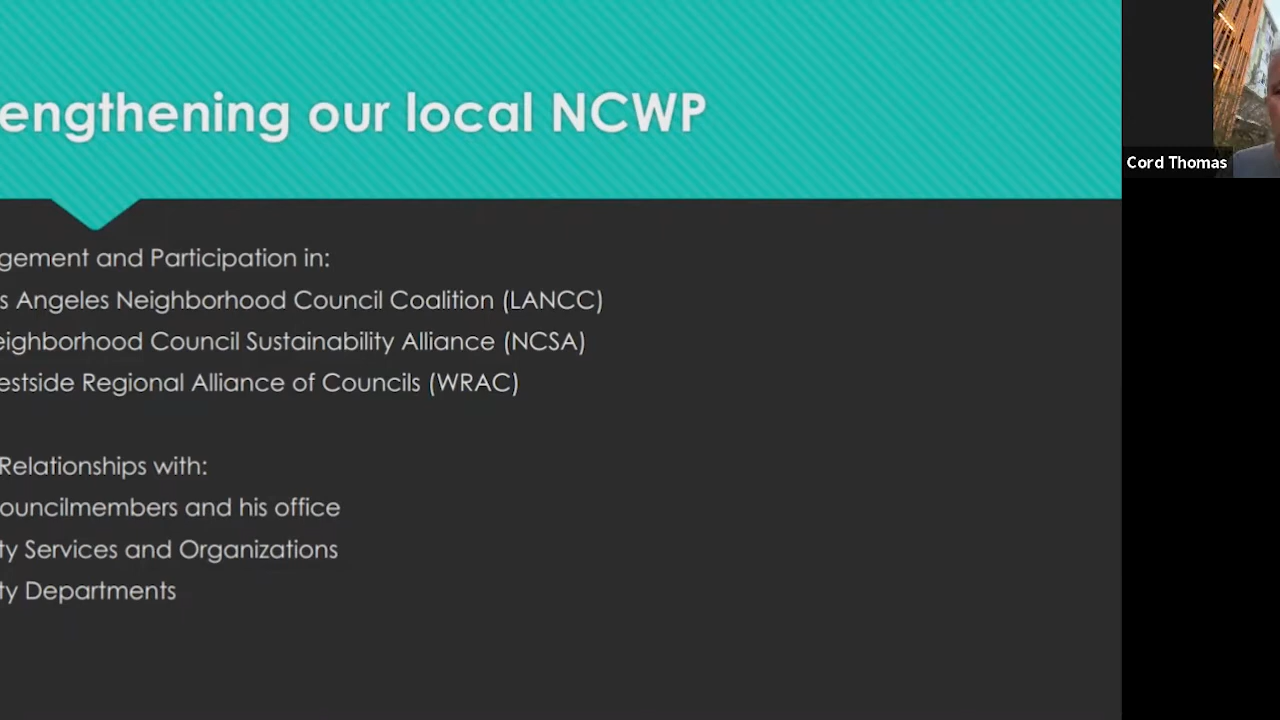 engthening our local NCWP
Cord Thomas
gement and Participation in:
s Angeles Neighborhood Council Coalition (LANCC)
eighborhood Council Sustainability Alliance (NCSA)
estside Regional Alliance of Councils (WRAC)
Relationships with:
ouncilmembers and his office
ty Services and Organizations
ty Departments